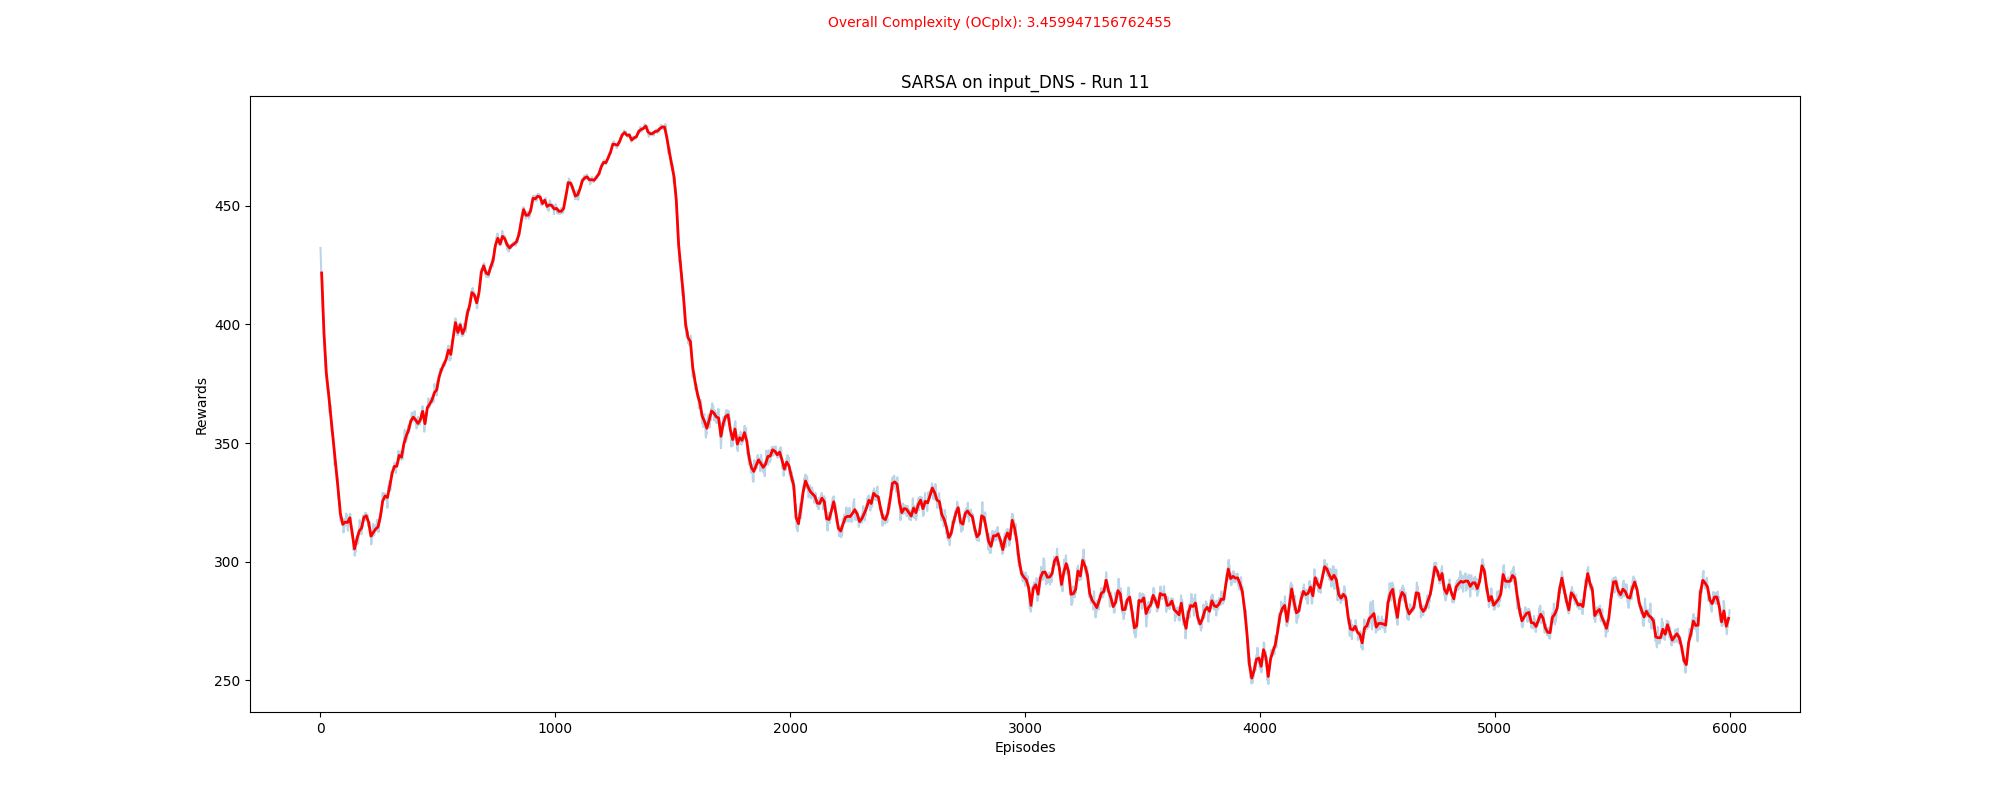 Overall Complexity (OCplx): 3.459947156762455
SARSA on input_DNS - Run 11
450
400
350
300
250
Rewards
0 1000 2000 3000 4000 5000 6000
Episodes